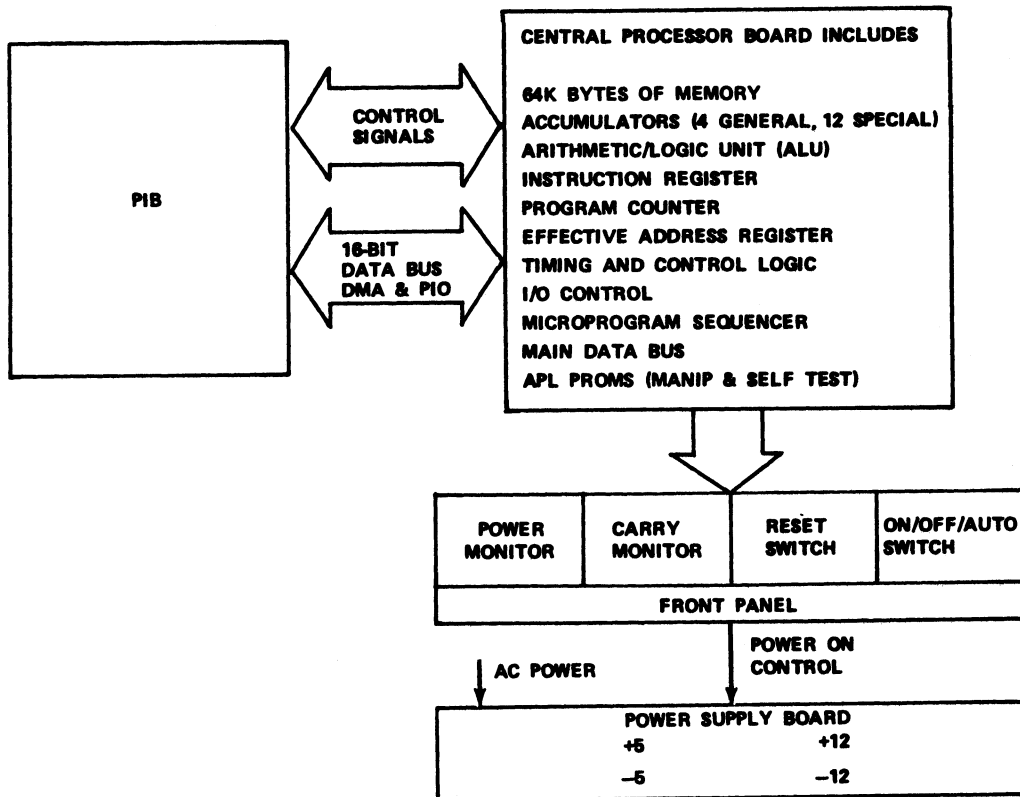 PIB
CONTROL
SIGNALS
16-BIT
DATA BUS
DMA & PIO
CENTRAL PROCESSOR BOARD INCLUDES
64K BYTES OF MEMORY
ACCUMULATORS (4 GENERAL, 12 SPECIAL)
ARITHMETIC/LOGIC UNIT (ALU)
INSTRUCTION REGISTER
PROGRAM COUNTER
EFFECTIVE ADDRESS REGISTER
TIMING AND CONTROL LOGIC
I/O CONTROL
MICROPROGRAM SEQUENCER
MAIN DATA BUS
APL PROMS (MANIP & SELF TEST)
POWER
MONITOR
CARRY
MONITOR
RESET
SWITCH
ON/OFF/AUTO
SWITCH
FRONT PANEL
AC POWER
POWER ON
CONTROL
POWER SUPPLY BOARD
+5 +12
−5 −12